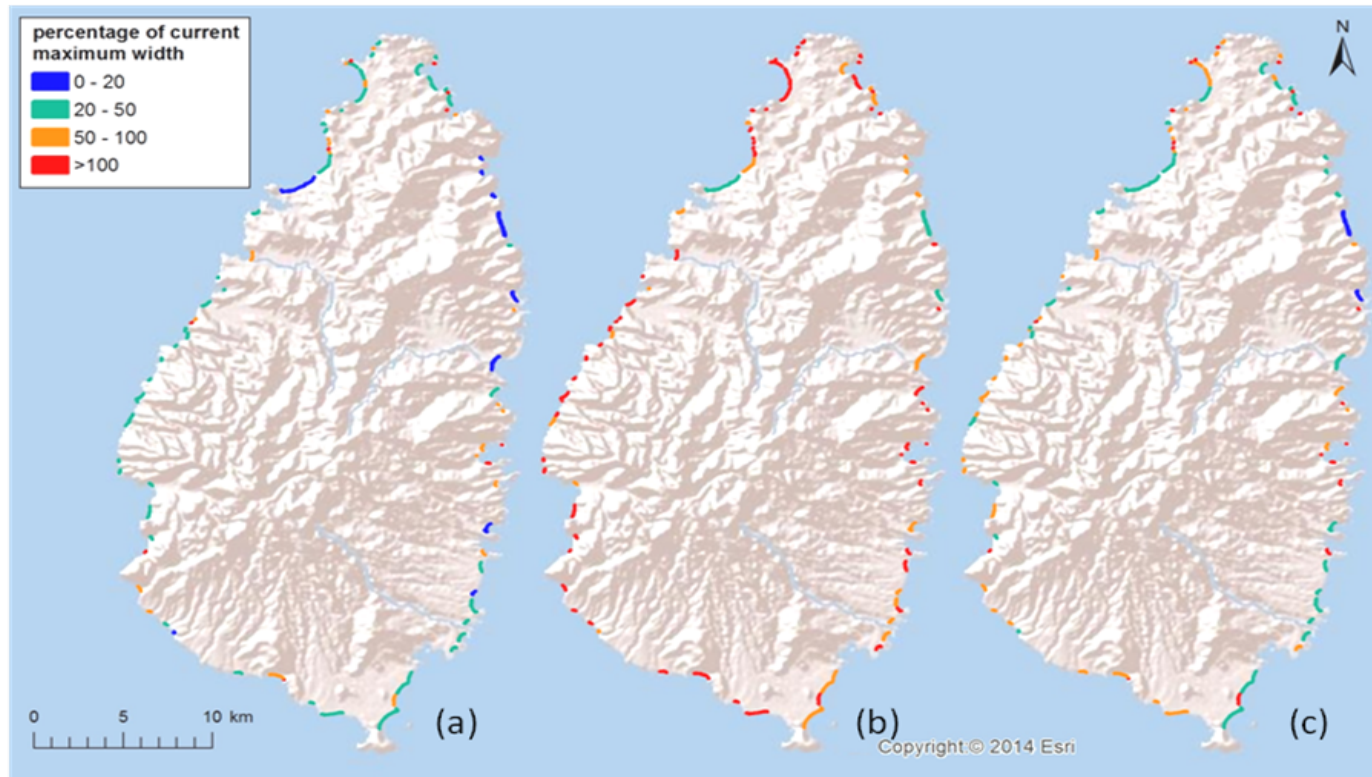 percentage of current
maximum width
0 - 20
20 - 50
50 - 100
>100
N
0 5 10 km
(a)
(b)
(c)
Copyright:© 2014 Esri